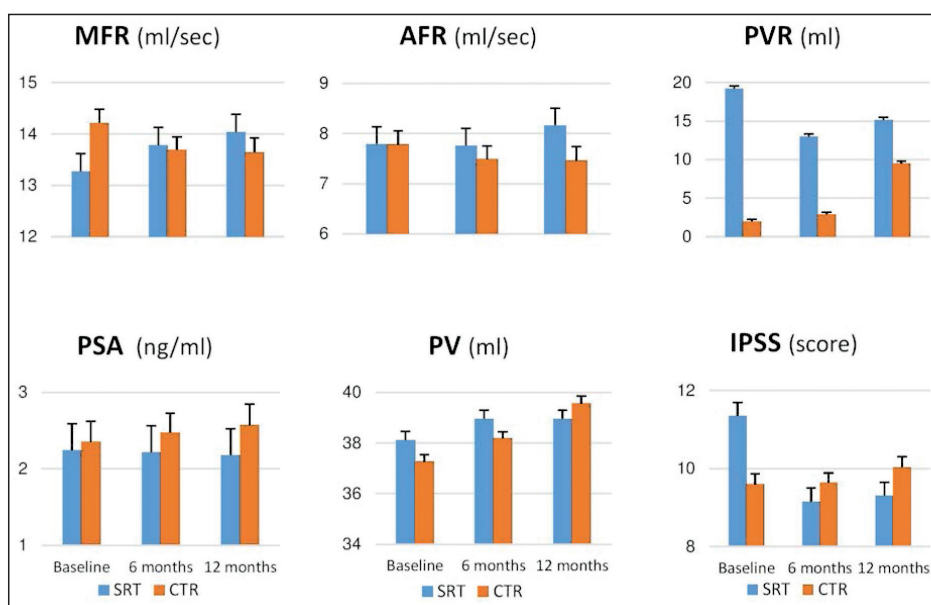 MFR (ml/sec)
15
14
13
12
AFR (ml/sec)
9
8
7
6
PVR (ml)
20
15
10
5
0
PSA (ng/ml)
3
2
1
Baseline 6 months 12 months
SRT CTR
PV (ml)
40
38
36
34
Baseline 6 months 12 months
SRT CTR
IPSS (score)
12
11
10
9
8
Baseline 6 months 12 months
SRT CTR